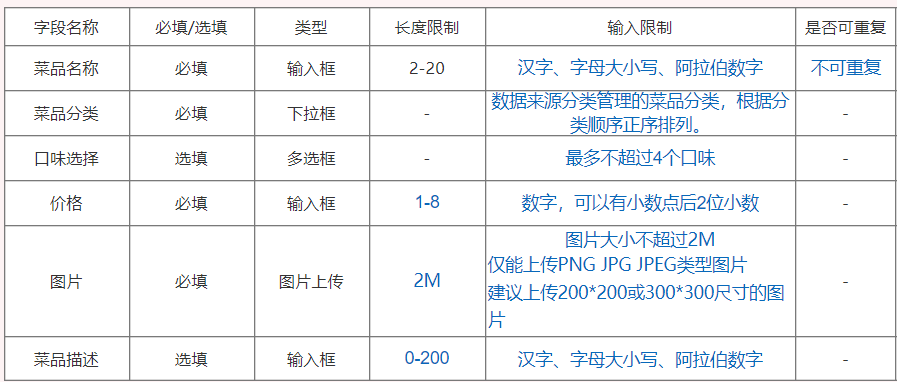 字段名称 必填/选填 类型 长度限制 输入限制 是否可重复
菜品名称 必填 输入框 2-20 汉字、字母大小写、阿拉伯数字 不可重复
菜品分类 必填 下拉框 - 数据来源分类管理的菜品分类，根据分
类顺序正序排列。 -
口味选择 选填 多选框 - 最多不超过4个口味 -
价格 必填 输入框 1-8 数字，可以有小数点后2位小数 -
图片 必填 图片上传 2M 图片大小不超过2M
仅能上传PNG JPG JPEG类型图片
建议上传200*200或300*300尺寸的图
片 -
菜品描述 选填 输入框 0-200 汉字、字母大小写、阿拉伯数字 -